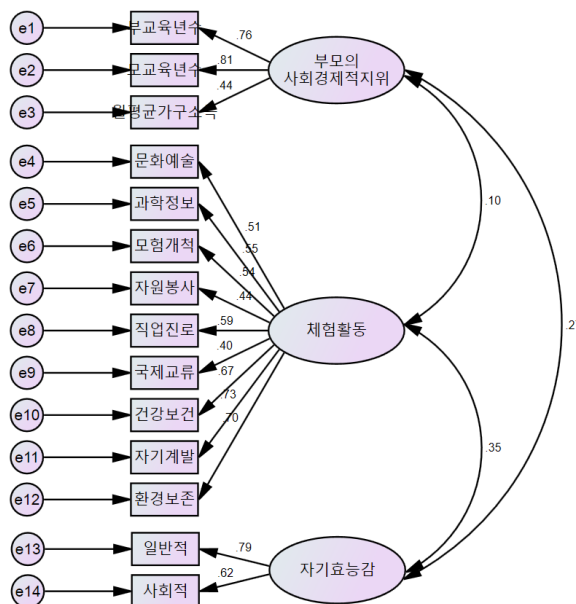 e1
부교육년수
.76
부모의
사회경제적지위
e2
모교육년수
.81
e3
월평균가구소득
.44
e4
문화예술
.51
e5
과학정보
.55
e6
모험개척
.54
.10
e7
자원봉사
.44
e8
직업진로
.59
체험활동
.2
e9
국제교류
.40
e10
건강보건
.67
e11
자기계발
.73
.35
e12
환경보존
.70
e13
일반적
.79
자기효능감
e14
사회적
.62